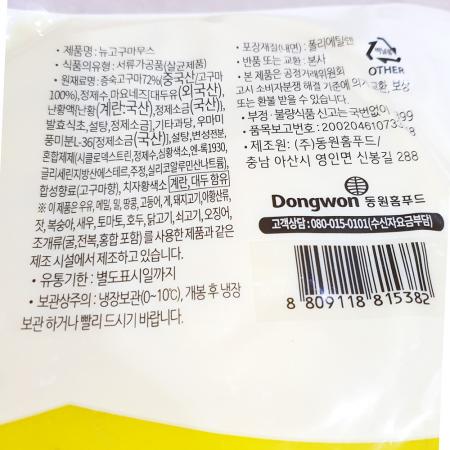 • 제품명 : 뉴고구마무스
• 식품의유형 : 서류가공품(살균제품)
• 원재료명 : 증숙고구마72%(중국산/고구마
100%),정제수,마요네즈[대두유(외국산),
난황액{난황(계란:국산),정제소금(국산)},
발효식초,설탕,정제소금], 기타과당, 우마미
풍미분L-36[정제소금(국산)],설탕,변성전분,
혼합제제(시클로덱스트린,정제수,심황색소,엔-록1930,
글리세린지방산에스테르,주정,실리코알루민산나트륨),
합성향료(고구마향), 치자황색소 계란, 대두 함유
※ 이 제품은 우유, 메밀, 밀, 땅콩, 고등어, 게, 돼지고기,아황산류,
잣, 복숭아, 새우, 토마토, 호두, 닭고기, 쇠고기, 오징어,
조개류(굴,전복,홍합 포함)를 사용한 제품과 같은
제조 시설에서 제조하고 있습니다.
• 유통기한 : 별도표시일까지
• 보관상주의 : 냉장보관(0~10℃), 개봉 후 냉장
보관 하거나 빨리 드시기 바랍니다.
• 포장재질(내면) : 폴리에틸렌
• 반품 또는 교환 : 본사
• 본 제품은 공정거래위원회
고시 소비자분쟁 해결 기준에 의거 교환, 보상
또는 환불 받을 수 있습니다.
• 부정·불량식품 신고는 국번없이 1399
• 품목보고번호 :
• 제조원 : (주)동원홈푸드/
충남 아산시 영인면 신봉길 288
OTHER
Dongwon 동원홈푸드
고객상담 : 080-015-0101(수신자요금부담)
8 809118 815382